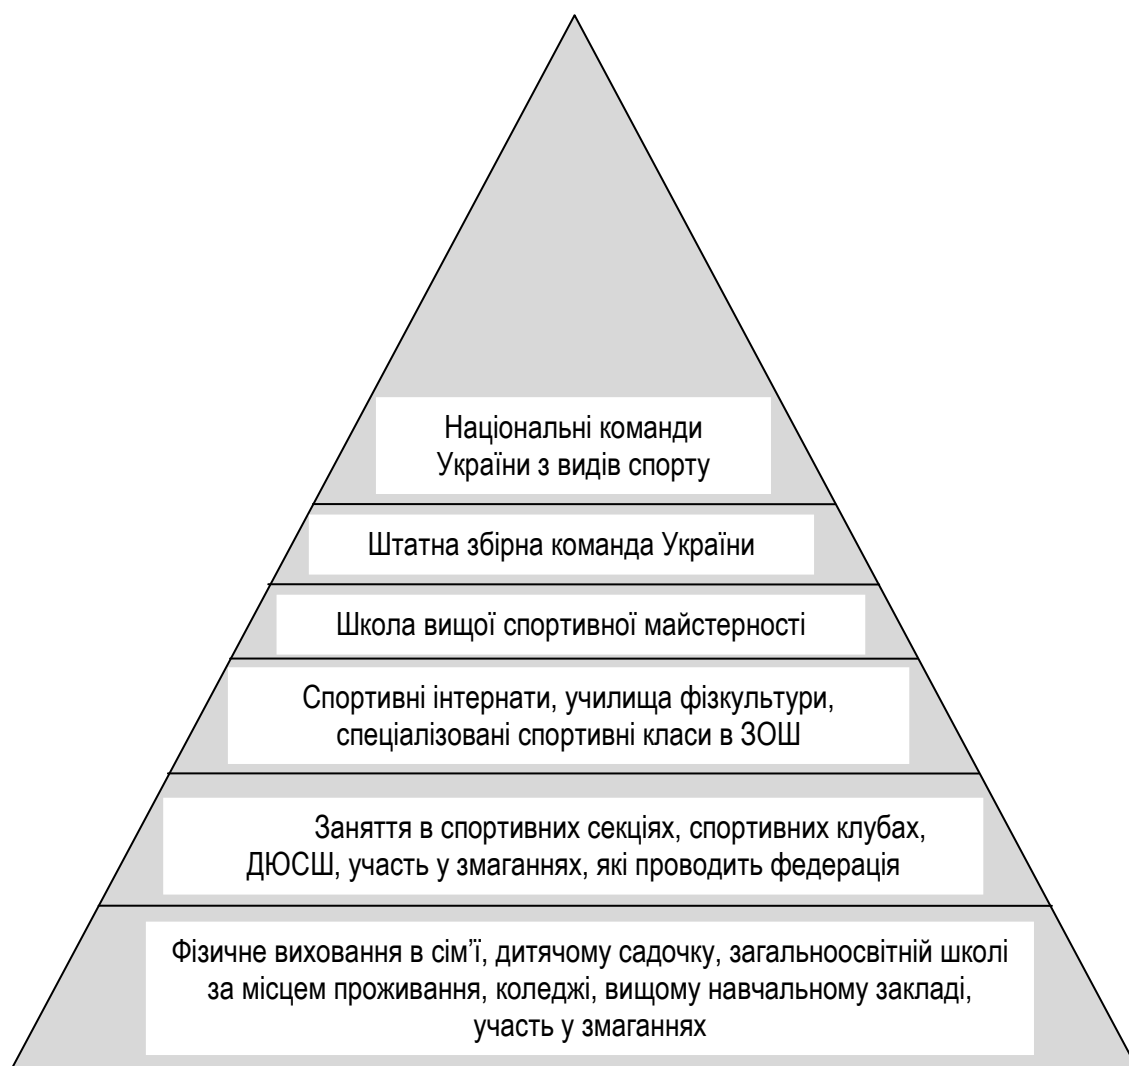 Національні команди
України з видів спорту
Штатна збірна команда України
Школа вищої спортивної майстерності
Спортивні інтернати, училища фізкультури,
спеціалізовані спортивні класи в ЗОШ
Заняття в спортивних секціях, спортивних клубах,
ДЮСШ, участь у змаганнях, які проводить федерація
Фізичне виховання в сім’ї, дитячому садочку, загальноосвітній школі
за місцем проживання, коледжі, вищому навчальному закладі,
участь у змаганнях